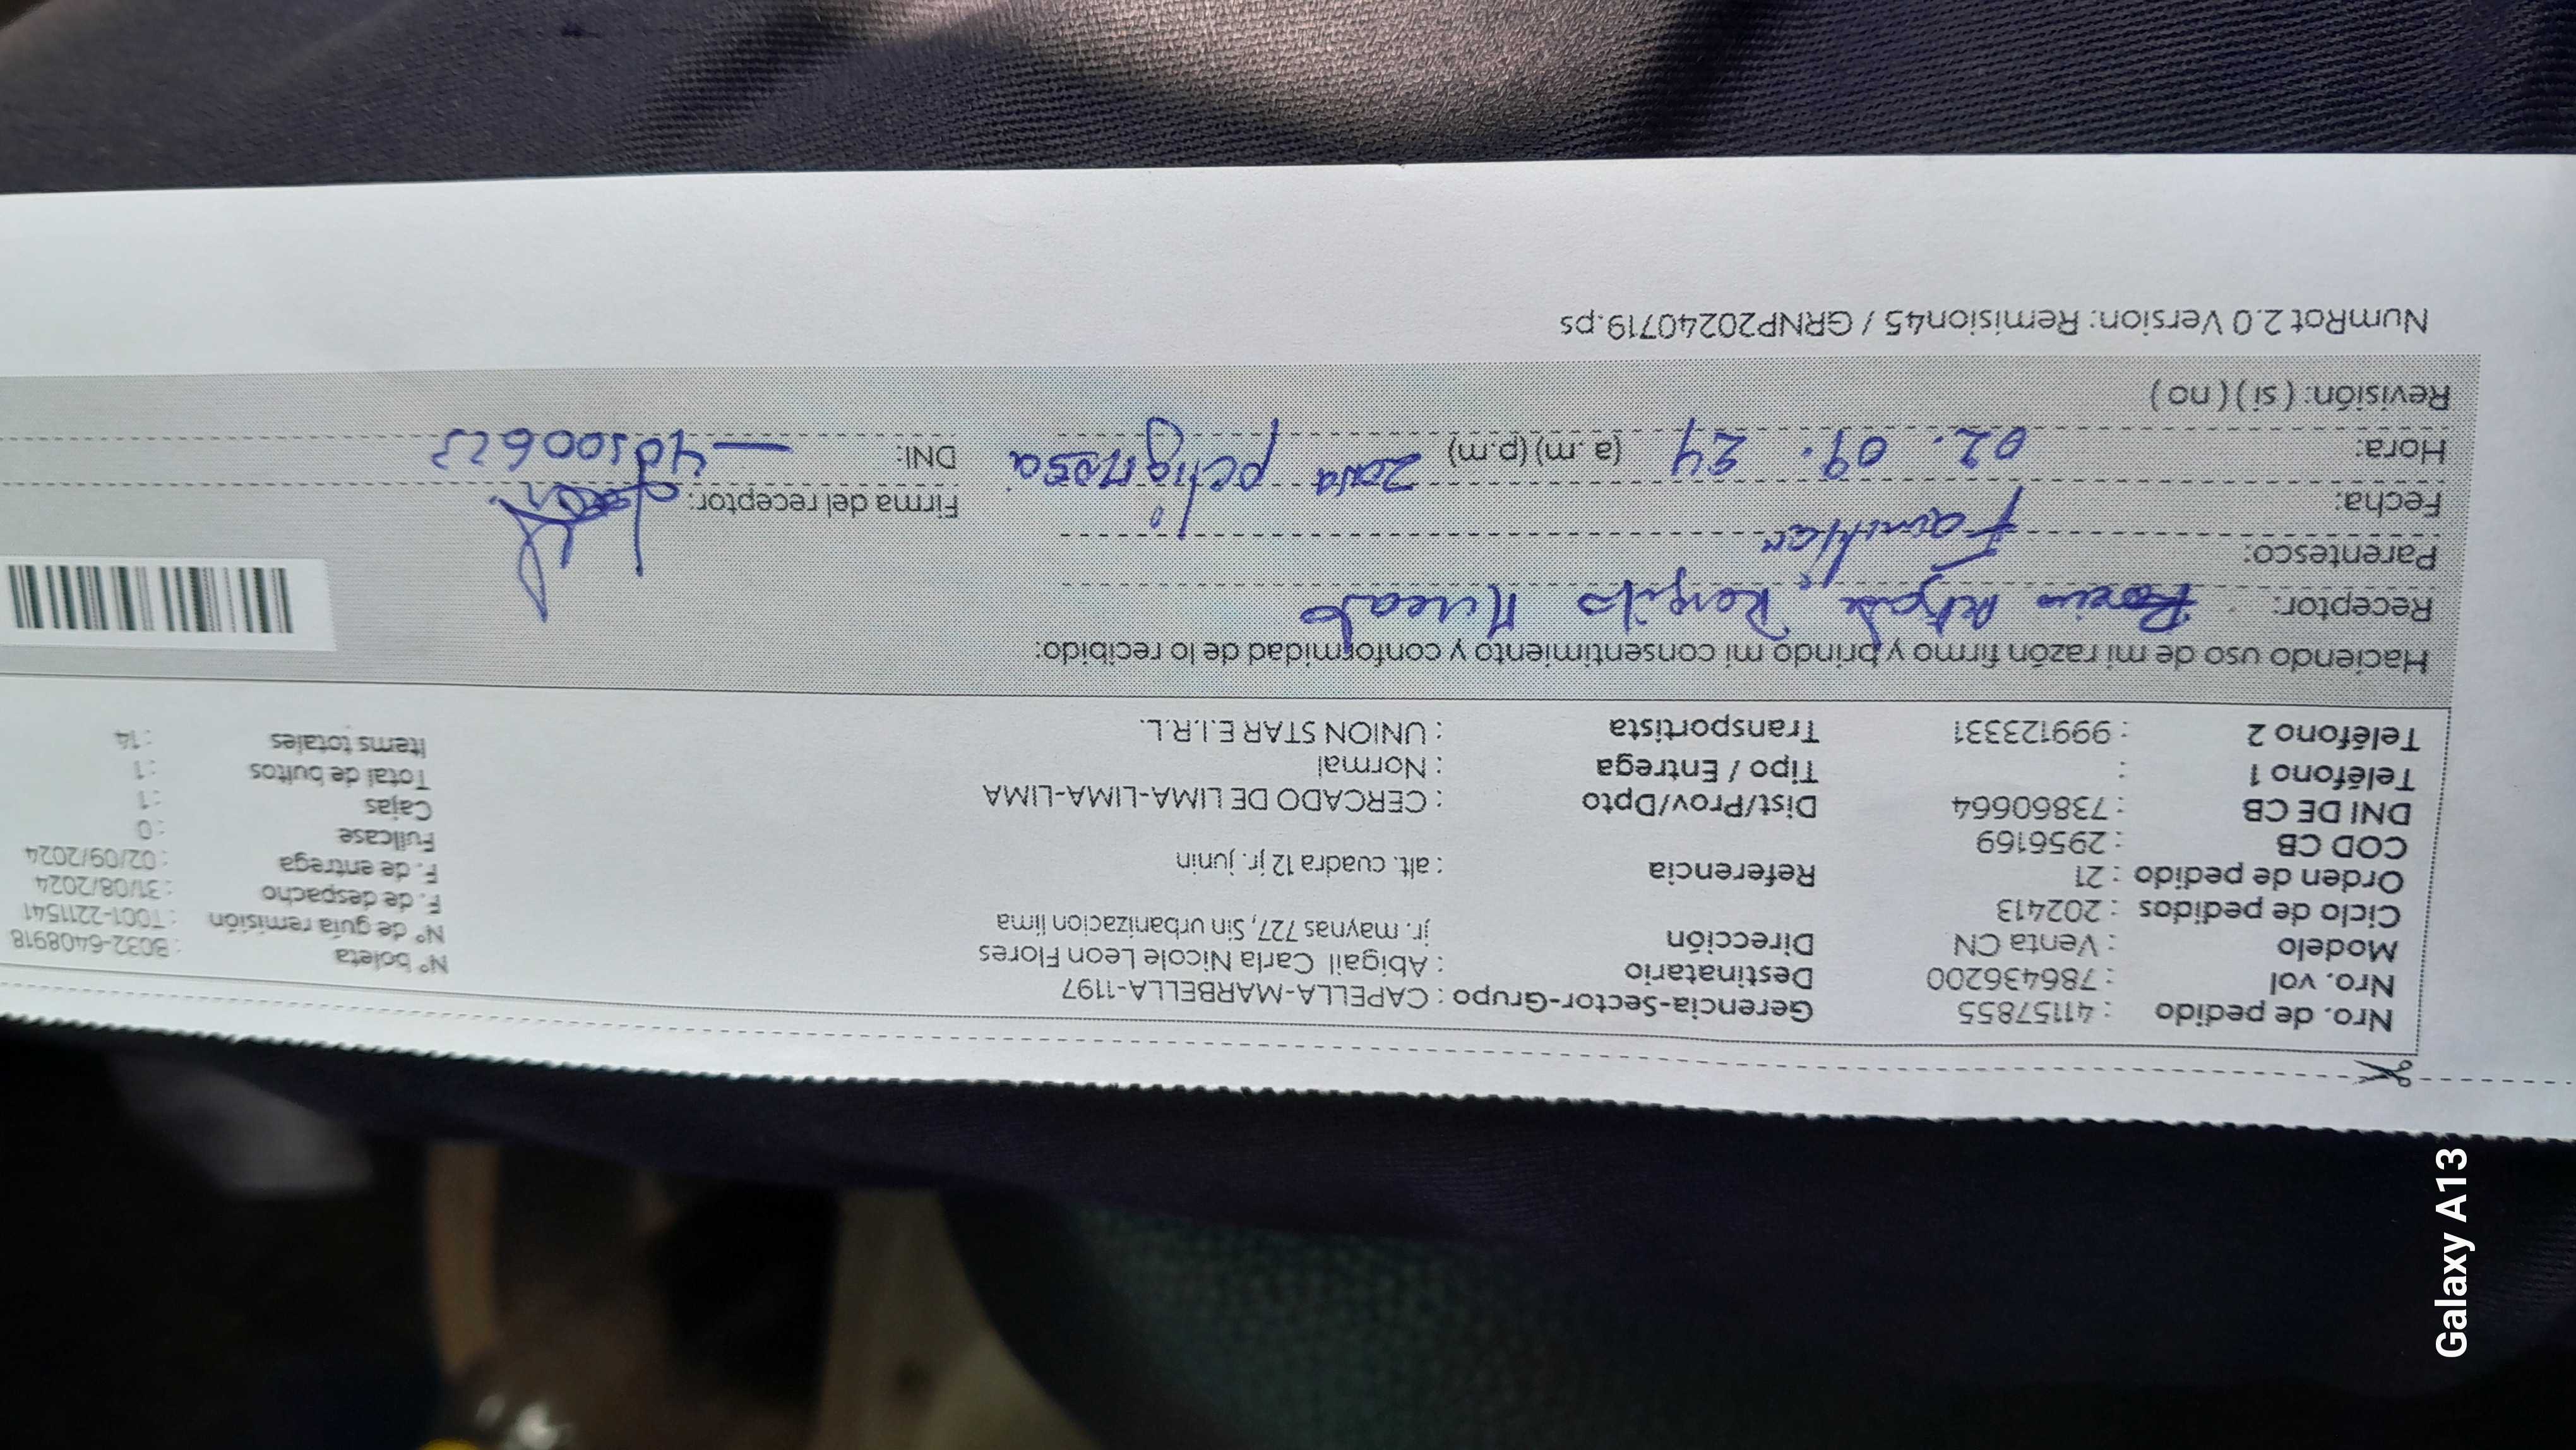 Nro. de pedido : 41157855 Gerencia-Sector-Grupo : CAPELLA-MARBELLA-1197 N° boleta : B032-6408918
Nro. vol : 786436200 Destinatario : Abigail Carla Nicole Leon Flores N° de guía remisión : T001-2211541
Modelo : Venta CN Dirección jr. maynas 727, Sin urbanizacion lima F. de despacho : 31/08/2024
Ciclo de pedidos : 202413 F. de entrega : 02/09/2024
Orden de pedido : 21 Referencia : alt. cuadra 12 jr. junin Fullcase : 0
COD CB : 2956169 Cajas : 1
DNI DE CB : 73860664 Dist/Prov/Dpto : CERCADO DE LIMA-LIMA-LIMA Total de bultos : 1
Teléfono 1 : Tipo / Entrega : Normal Items totales : 14
Teléfono 2 : 999123331 Transportista : UNION STAR E.I.R.L.
Haciendo uso de mi razón firmo y brindo mi consentimiento y conformidad de lo recibido:
Receptor:
Parentesco: Familiar
Fecha: Firma del receptor:
Hora: 02. 09. 24 (a.m) (p.m) zona peligrosa DNI:
Revisión: ( si ) ( no )
NumRot 2.0 Version: Remision45 / GRNP20240719.ps
Galaxy A13